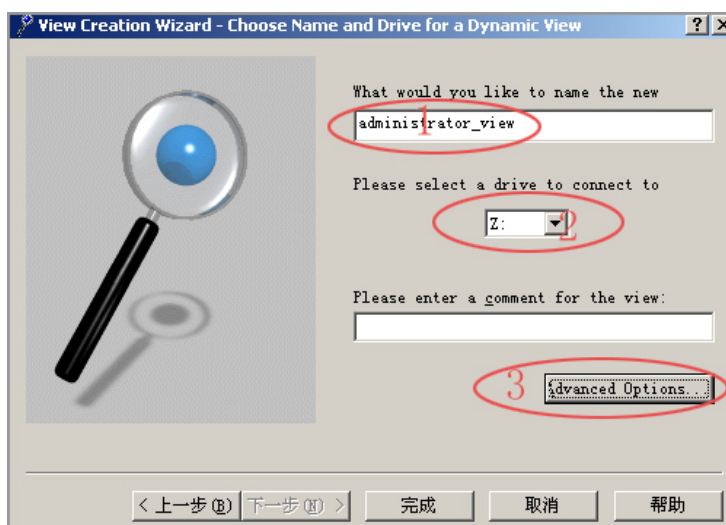 View Creation Wizard - Choose Name and Drive for a Dynamic View
What would you like to name the new
administrator_view
1
Please select a drive to connect to
Z:
2
Please enter a comment for the view:
3
Advanced Options...
< 上一步(B) 下一步(N) > 完成 取消 帮助